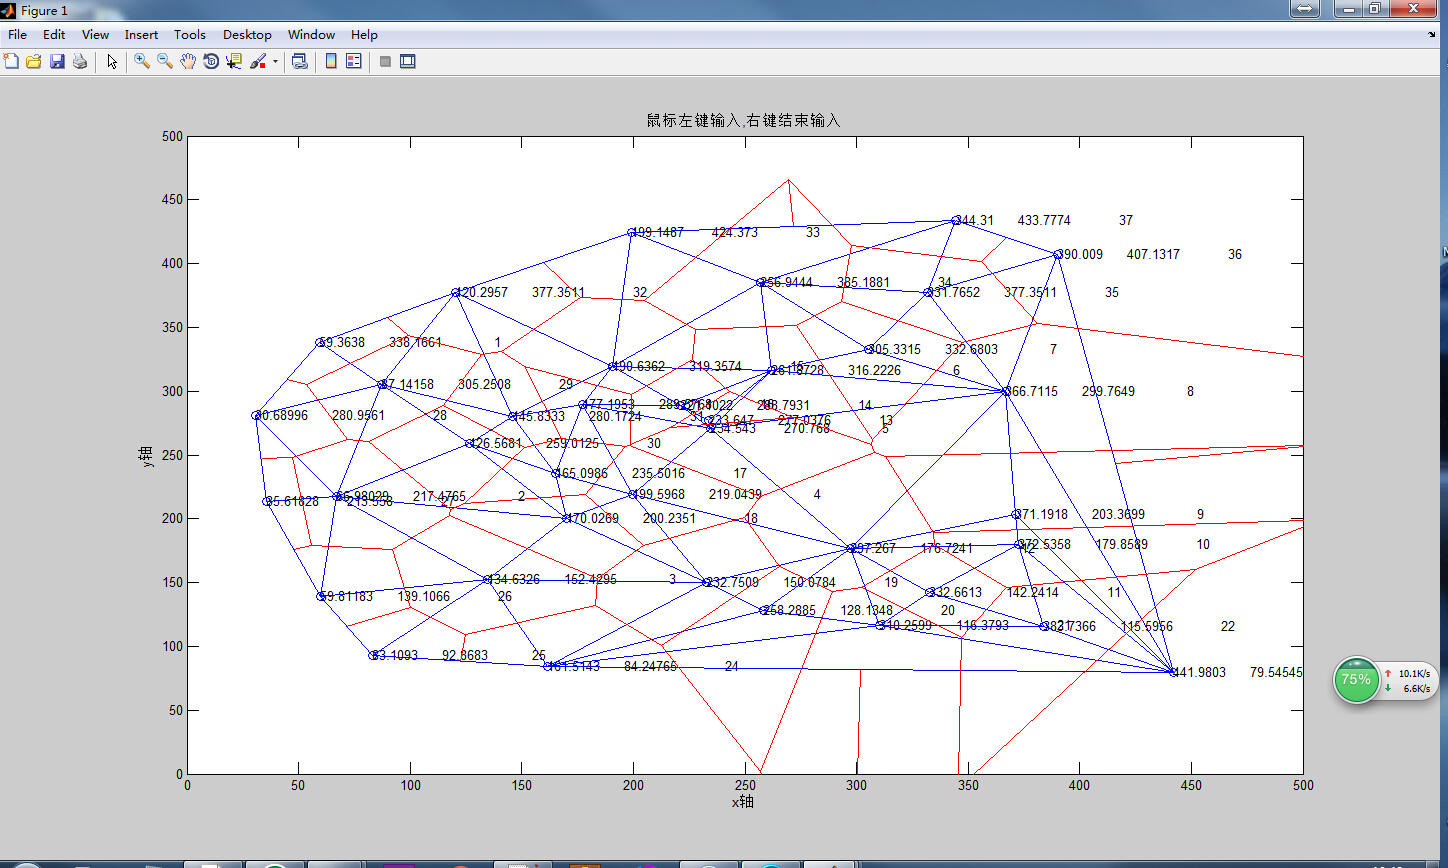 Figure 1
File Edit View Insert Tools Desktop Window Help
鼠标左键输入,右键结束输入
500
344.31 433.7774 37
450
199.1487 424.373 33
390.009 407.1317 36
400
256.9444 385.1881 34
120.2957 377.3511 32
331.7652 377.3511 35
350
59.3638 338.1661 1
305.3315 332.6803 7
190.6362 319.3574 15
261.8728 316.2226 6
87.14158 305.2508 29
300
366.7115 299.7649 8
177.1953 16
288.7931 14
30.68996 280.9561 28
145.8333 280.1724 31
233.647 277.0376 13
234.543 270.768 5
126.5681 259.0125 30
250
y轴
165.0986 235.5016 17
199.5968 219.0439 4
66.98029 217.4765 2
35.61828 27
200
371.1918 203.3699 9
170.0269 200.2351 18
372.5358 179.8589 10
297.267 176.7241 12
150
134.6326 152.4295 3
232.7509 150.0784 19
332.6613 142.2414 11
59.81183 139.1066 26
258.2885 128.1348 20
310.2599 116.3793
115.5956 22
100
83.1093 92.8683 25
161.5143 84.24765 24
441.9803 79.54545
50
0
0 50 100 150 200 250 300 350 400 450 500
x轴
75%
10.1K/s
6.6K/s